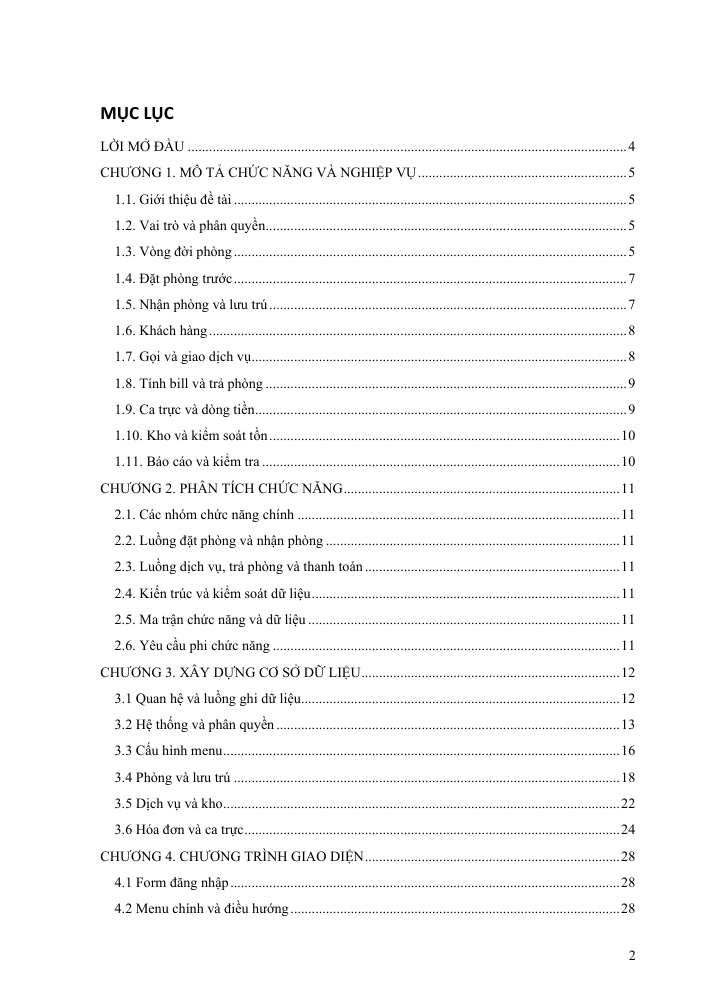 MỤC LỤC
LỜI MỞ ĐẦU ........ 4
CHƯƠNG 1. MÔ TẢ CHỨC NĂNG VÀ NGHIỆP VỤ ........ 5
1.1. Giới thiệu đề tài ........ 5
1.2. Vai trò và phân quyền ........ 5
1.3. Vòng đời phòng ........ 5
1.4. Đặt phòng trước ........ 7
1.5. Nhận phòng và lưu trú ........ 7
1.6. Khách hàng ........ 8
1.7. Gọi và giao dịch vụ ........ 8
1.8. Tính bill và trả phòng ........ 9
1.9. Ca trực và dòng tiền ........ 9
1.10. Kho và kiểm soát tồn ........ 10
1.11. Báo cáo và kiểm tra ........ 10
CHƯƠNG 2. PHÂN TÍCH CHỨC NĂNG ........ 11
2.1. Các nhóm chức năng chính ........ 11
2.2. Luồng đặt phòng và nhận phòng ........ 11
2.3. Luồng dịch vụ, trả phòng và thanh toán ........ 11
2.4. Kiến trúc và kiểm soát dữ liệu ........ 11
2.5. Ma trận chức năng và dữ liệu ........ 11
2.6. Yêu cầu phi chức năng ........ 11
CHƯƠNG 3. XÂY DỰNG CƠ SỞ DỮ LIỆU ........ 12
3.1 Quan hệ và luồng ghi dữ liệu ........ 12
3.2 Hệ thống và phân quyền ........ 13
3.3 Cấu hình menu ........ 16
3.4 Phòng và lưu trú ........ 18
3.5 Dịch vụ và kho ........ 22
3.6 Hóa đơn và ca trực ........ 24
CHƯƠNG 4. CHƯƠNG TRÌNH GIAO DIỆN ........ 28
4.1 Form đăng nhập ........ 28
4.2 Menu chính và điều hướng ........ 28
2